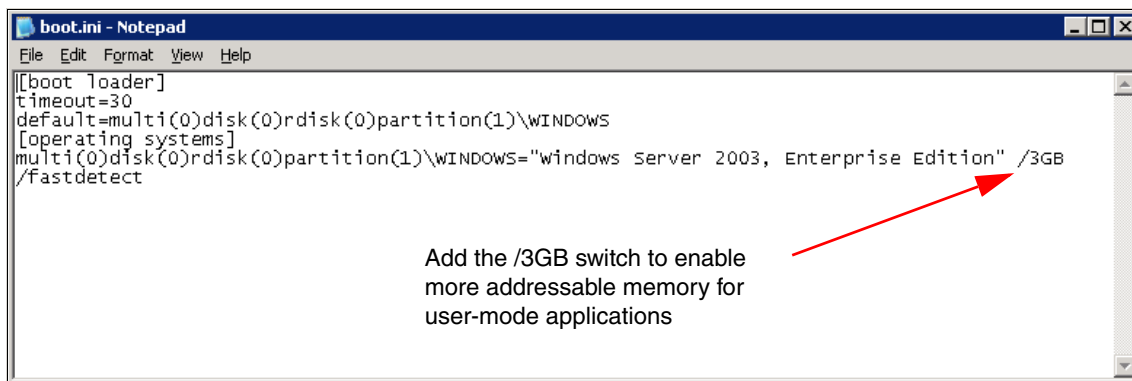 boot.ini - Notepad
File Edit Format View Help
[boot loader]
timeout=30
default=multi(0)disk(0)rdisk(0)partition(1)\WINDOWS
[operating systems]
multi(0)disk(0)rdisk(0)partition(1)\WINDOWS="Windows Server 2003, Enterprise Edition" /3GB
/fastdetect
Add the /3GB switch to enable
more addressable memory for
user-mode applications